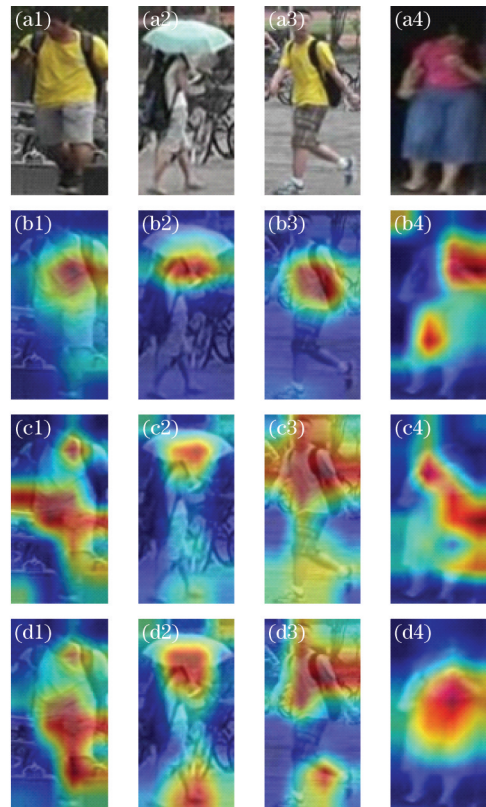 (a1) (a2) (a3) (a4)
(b1) (b2) (b3) (b4)
(c1) (c2) (c3) (c4)
(d1) (d2) (d3) (d4)